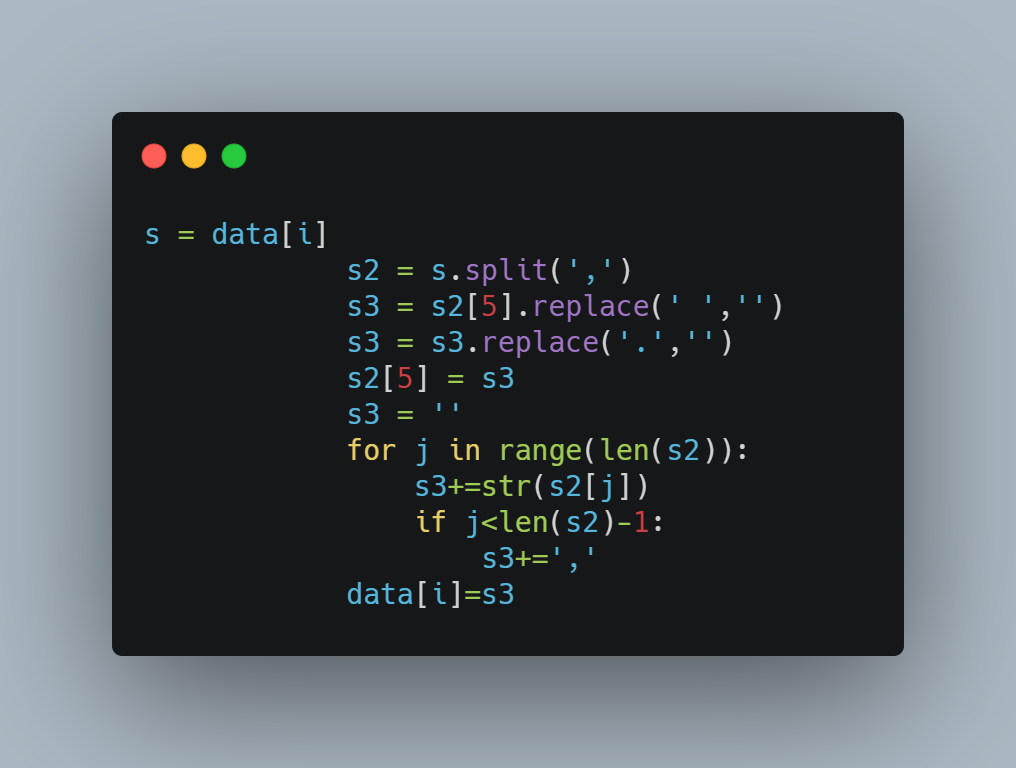 s = data[i]
            s2 = s.split(',')
            s3 = s2[5].replace(' ','')
            s3 = s3.replace('.','')
            s2[5] = s3
            s3 = ''
            for j in range(len(s2)):
                s3+=str(s2[j])
                if j<len(s2)-1:
                    s3+=','
            data[i]=s3